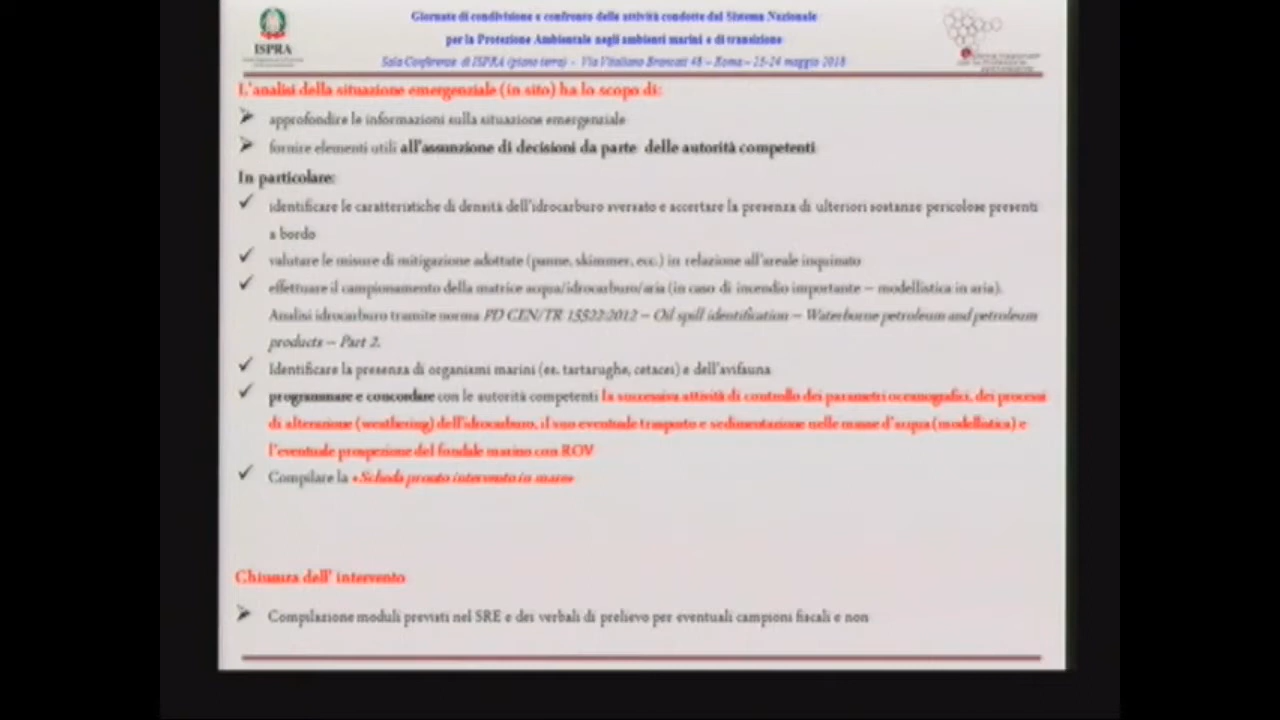 Giornate di condivisione e confronto delle attività condotte dal Sistema Nazionale
per la Protezione Ambientale negli ambienti marini e di transizione
Sala Conferenze di ISPRA (piano terra) - Via Vitaliano Brancati 48 – Roma – 23-24 maggio 2018
ISPRA
L'analisi della situazione emergenziale (in sito) ha lo scopo di:
approfondire le informazioni sulla situazione emergenziale
fornire elementi utili all'assunzione di decisioni da parte delle autorità competenti
In particolare:
identificare le caratteristiche di densità dell'idrocarburo sversato e accertare la presenza di ulteriori sostanze pericolose presenti
a bordo
valutare le misure di mitigazione adottate (panne, skimmer, ecc.) in relazione all'areale inquinato
effettuare il campionamento della matrice acqua/idrocarburo/aria (in caso di incendio importante – modellistica in aria).
Analisi idrocarburo tramite norma PD CEN/TR 15522:2012 – Oil spill identification – Waterborne petroleum and petroleum
products – Part 2.
Identificare la presenza di organismi marini (es. tartarughe, cetacei) e dell'avifauna
programmare e concordare con le autorità competenti la successiva attività di controllo dei parametri oceanografici, dei processi
di alterazione (weathering) dell'idrocarburo, il suo eventuale trasporto e sedimentazione nelle masse d'acqua (modellistica) e
l'eventuale prospezione del fondale marino con ROV
Compilare la «Scheda pronto intervento in mare»
Chiusura dell' intervento
Compilazione moduli previsti nel SRE e dei verbali di prelievo per eventuali campioni fiscali e non